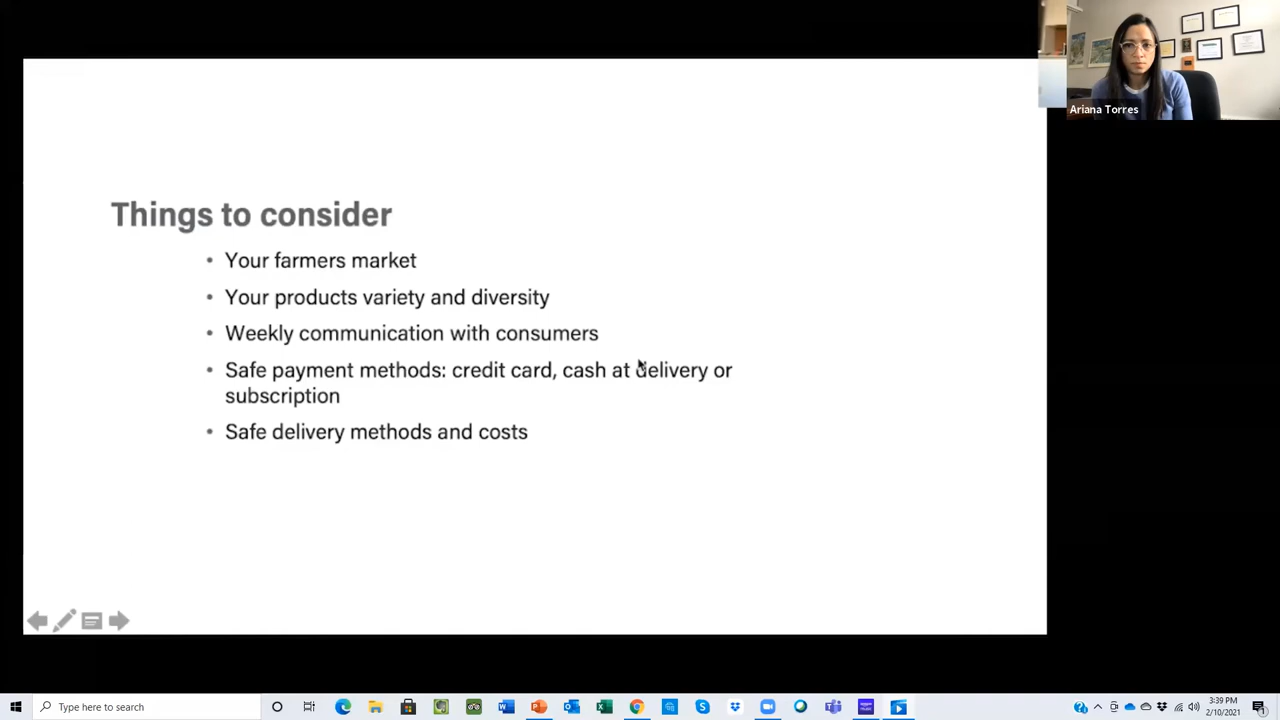 Ariana Torres
Things to consider
• Your farmers market
• Your products variety and diversity
• Weekly communication with consumers
• Safe payment methods: credit card, cash at delivery or
subscription
• Safe delivery methods and costs
Type here to search
3:39 PM
2/10/2021